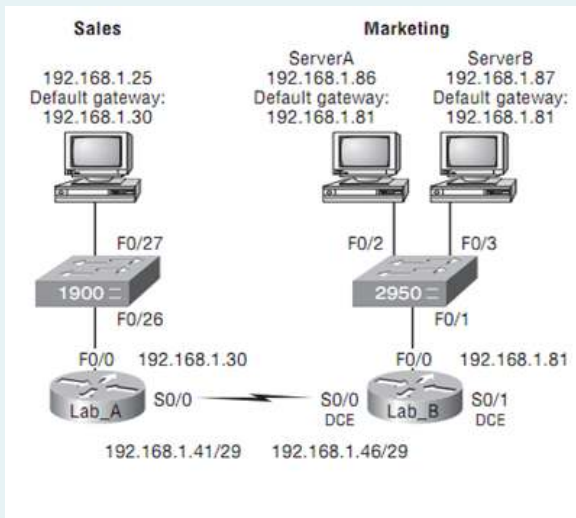 Sales
Marketing
ServerA
ServerB
192.168.1.25
192.168.1.86
192.168.1.87
Default gateway:
Default gateway:
Default gateway:
192.168.1.30
192.168.1.81
192.168.1.81
F0/27
F0/2
F0/3
1900
2950
F0/26
F0/1
F0/0
192.168.1.30
F0/0
192.168.1.81
Lab_A
S0/0
S0/0
DCE
Lab_B
S0/1
DCE
192.168.1.41/29
192.168.1.46/29